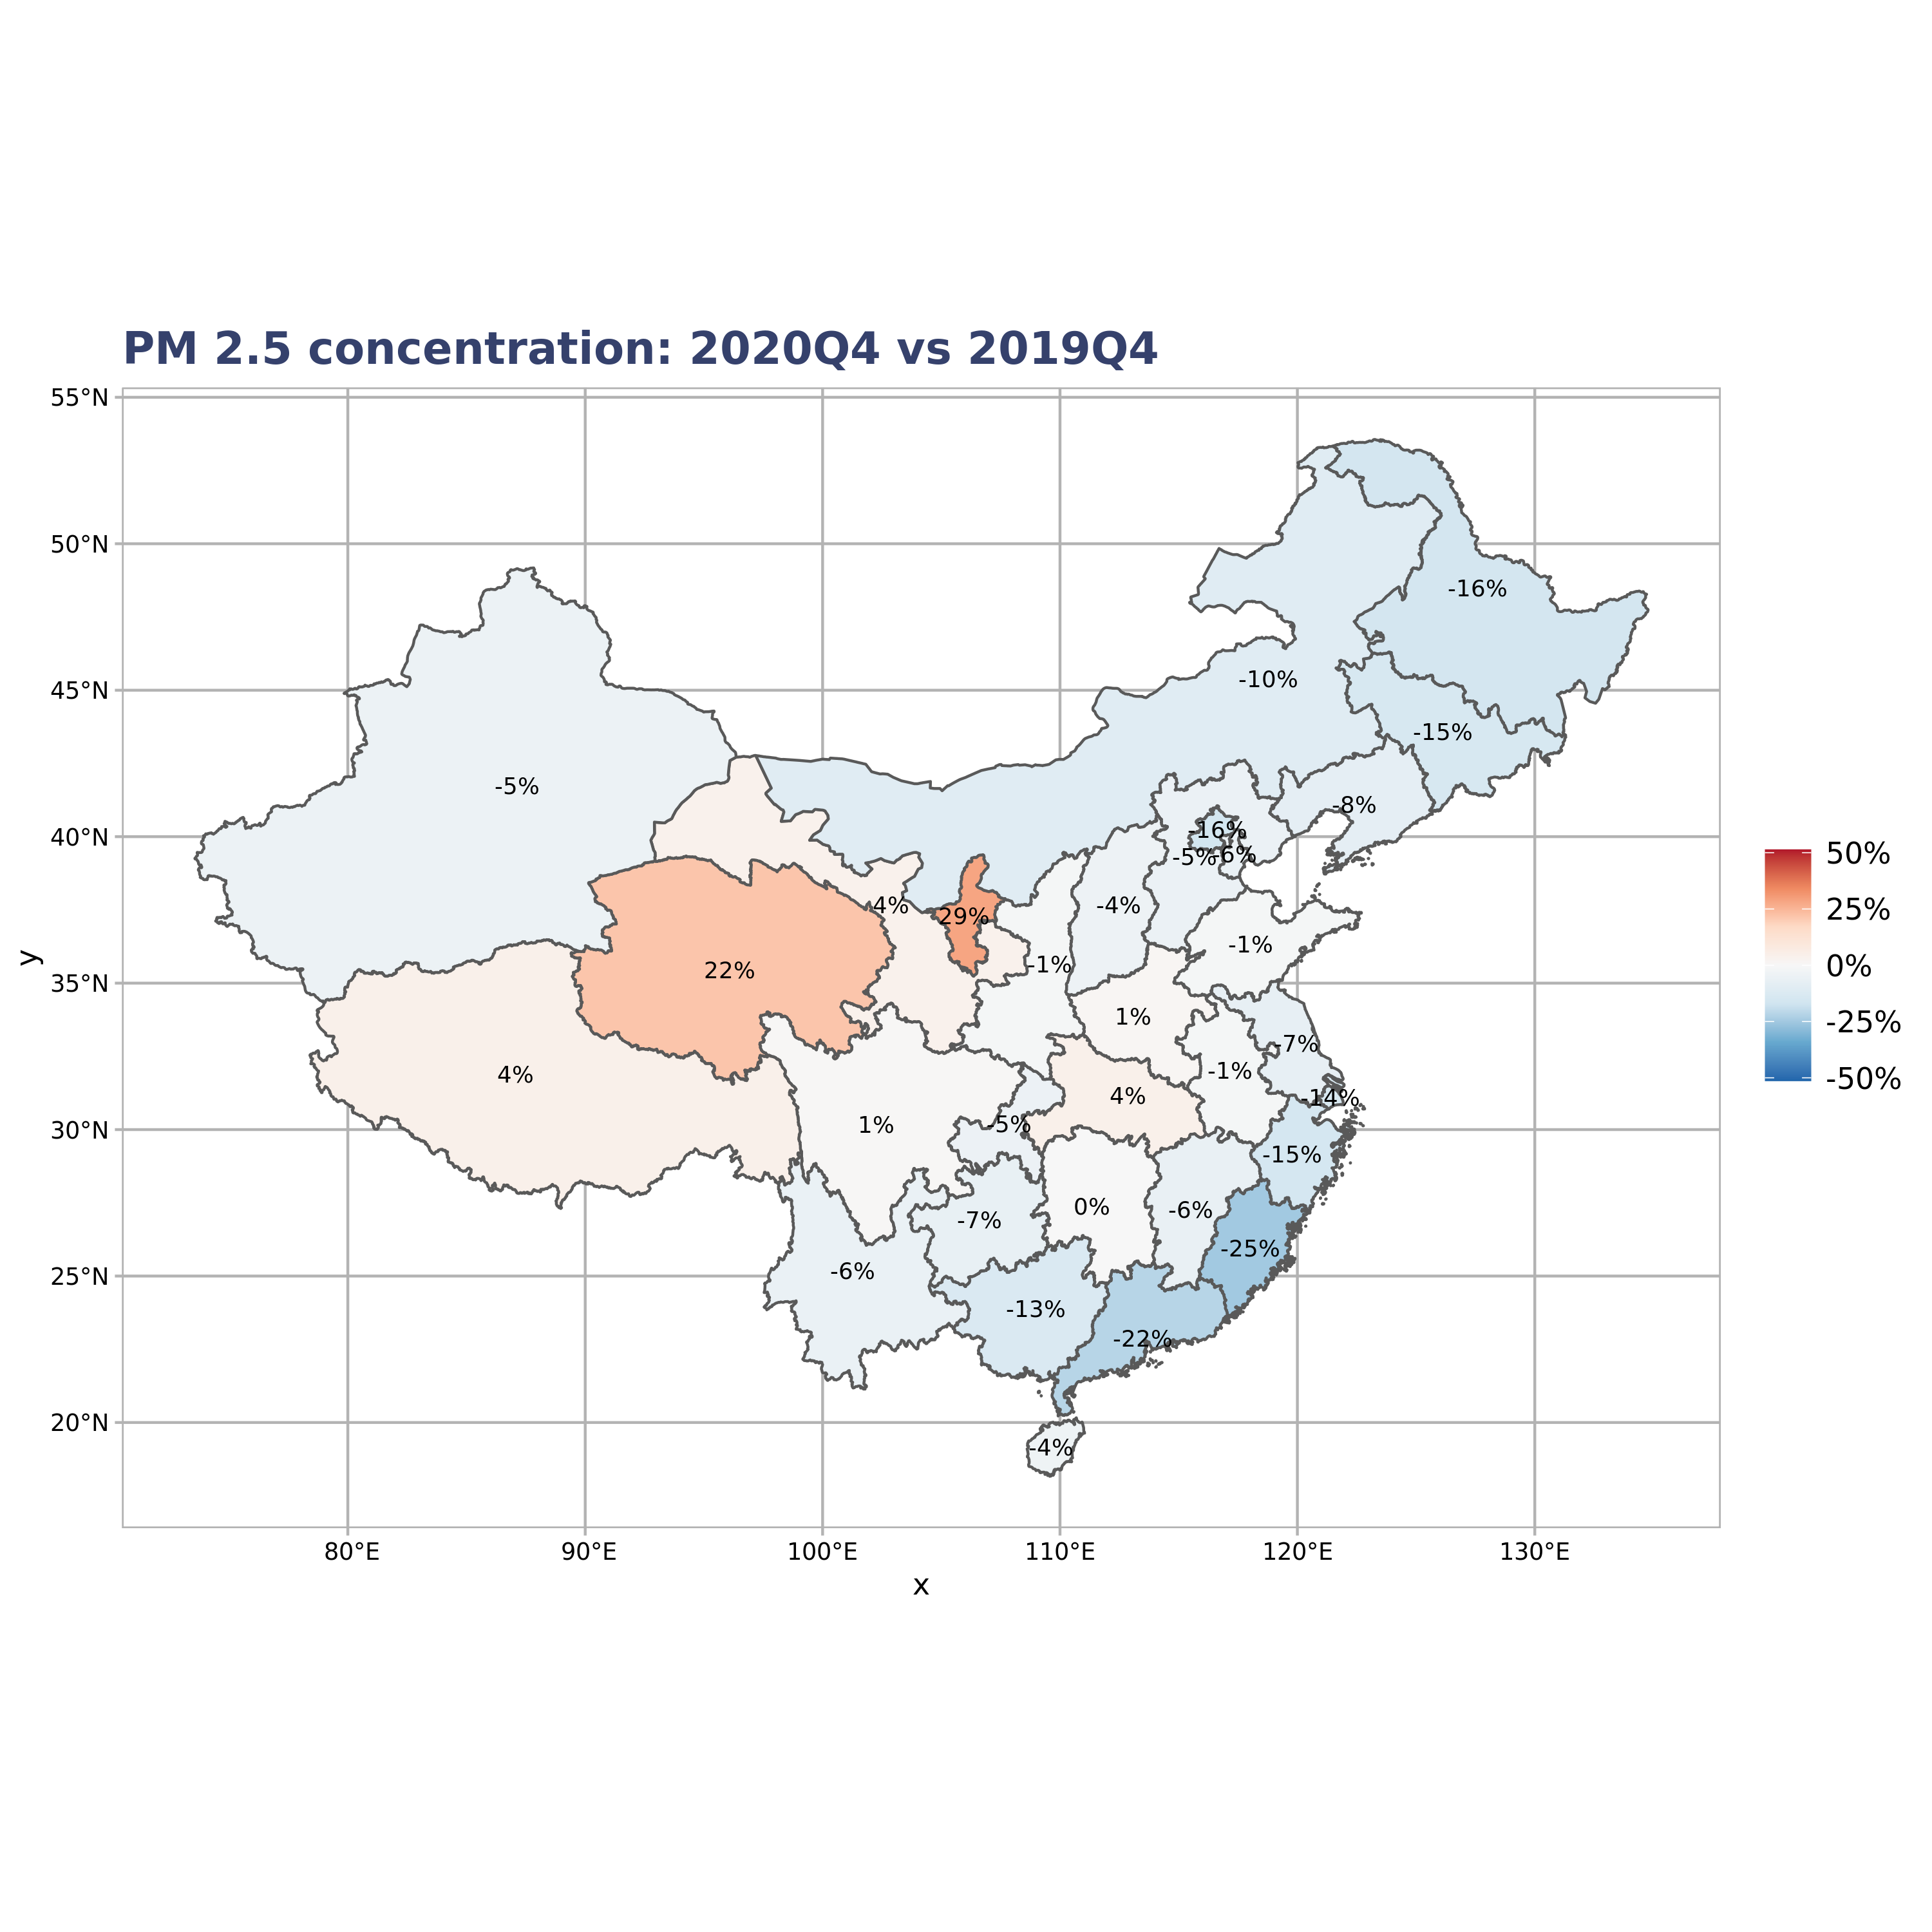 PM 2.5 concentration: 2020Q4 vs 2019Q4
55°N
50°N
45°N
40°N
35°N
30°N
25°N
20°N
y
80°E
90°E
100°E
110°E
120°E
130°E
x
-16%
-10%
-15%
-5%
-8%
-16%
-5%
-6%
4%
29%
-4%
-1%
-1%
22%
1%
-7%
4%
-1%
4%
-14%
1%
-5%
-15%
-7%
0%
-6%
-25%
-6%
-13%
-22%
-4%
50%
25%
0%
-25%
-50%